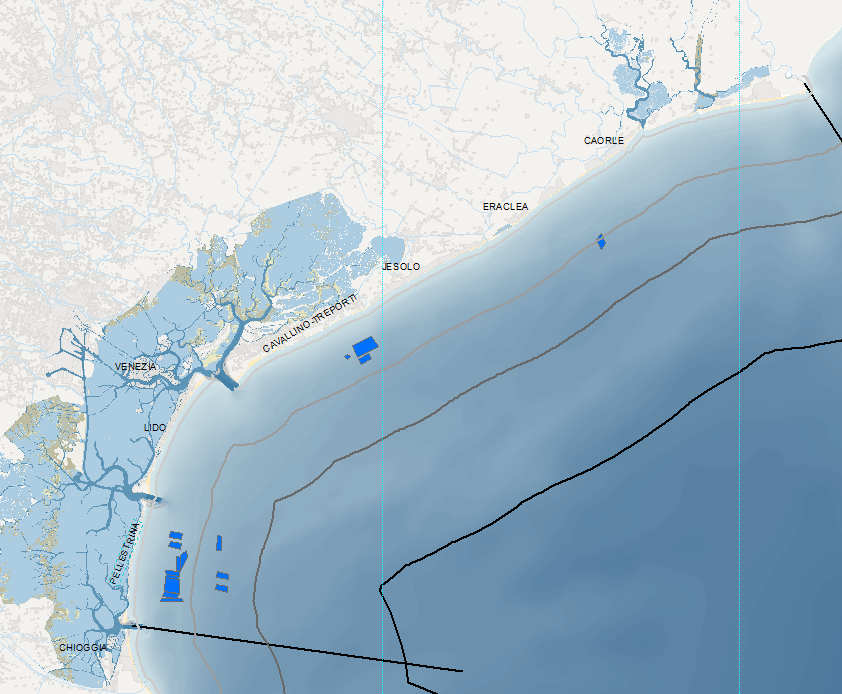 CAORLE
ERACLEA
JESOLO
CAVALLINO-TREPORTI
VENEZIA
LIDO
PELLESTRINA
CHIOGGIA